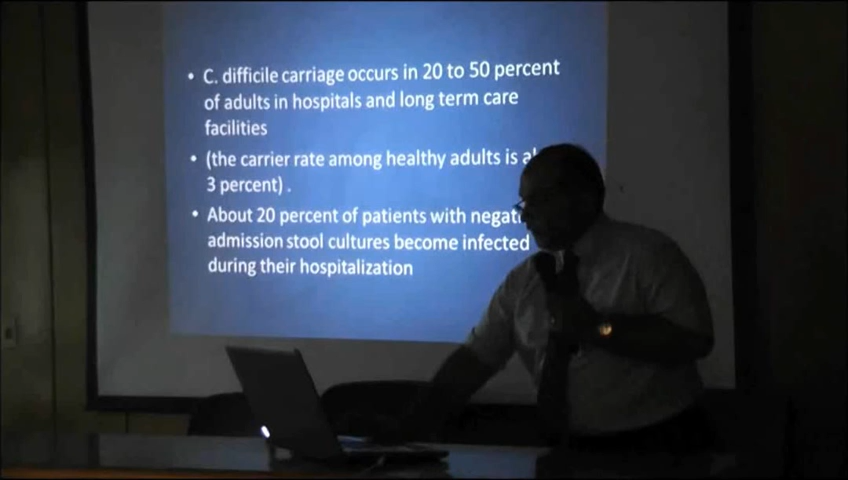 • C. difficile carriage occurs in 20 to 50 percent
of adults in hospitals and long term care
facilities
• (the carrier rate among healthy adults is
3 percent) .
• About 20 percent of patients with
admission stool cultures become infected
during their hospitalization